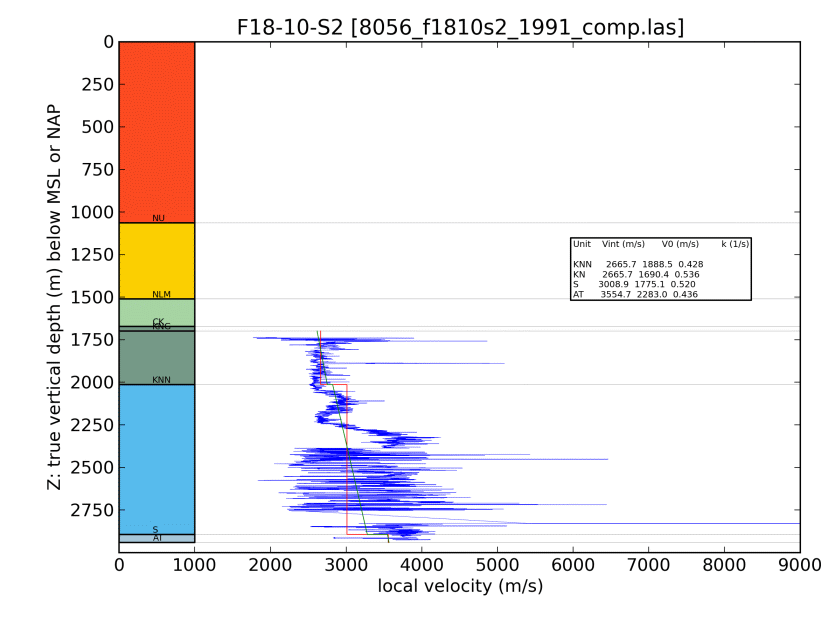 F18-10-S2 [8056_f1810s2_1991_comp.las]
0
250
500
750
1000
1250
1500
1750
2000
2250
2500
2750
Z: true vertical depth (m) below MSL or NAP
NU
NLM
CK
KNG
KNN
S
AT
Unit Vint (m/s) V0 (m/s) k (1/s)
KNN 2665.7 1888.5 0.428
KN 2665.7 1690.4 0.536
S 3008.9 1775.1 0.520
AT 3554.7 2283.0 0.436
0 1000 2000 3000 4000 5000 6000 7000 8000 9000
local velocity (m/s)